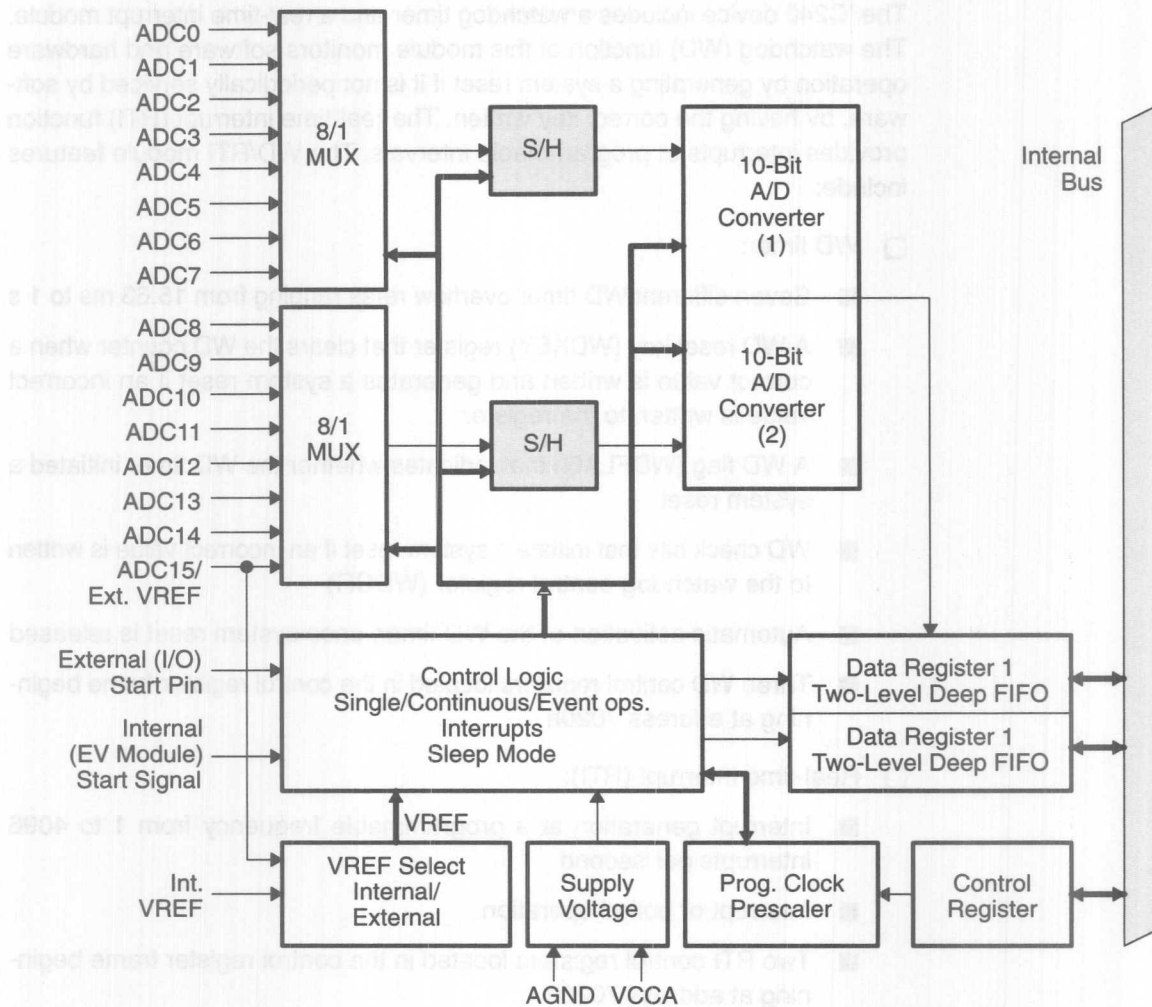 ADC0
ADC1
ADC2
ADC3
ADC4
ADC5
ADC6
ADC7
8/1
MUX
S/H
10-Bit
A/D
Converter
(1)
Internal
Bus
ADC8
ADC9
ADC10
ADC11
ADC12
ADC13
ADC14
ADC15/
Ext. VREF
8/1
MUX
S/H
10-Bit
A/D
Converter
(2)
External (I/O)
Start Pin
Internal
(EV Module)
Start Signal
Control Logic
Single/Continuous/Event ops.
Interrupts
Sleep Mode
Data Register 1
Two-Level Deep FIFO
Data Register 1
Two-Level Deep FIFO
VREF
Int.
VREF
VREF Select
Internal/
External
Supply
Voltage
Prog. Clock
Prescaler
Control
Register
AGND VCCA